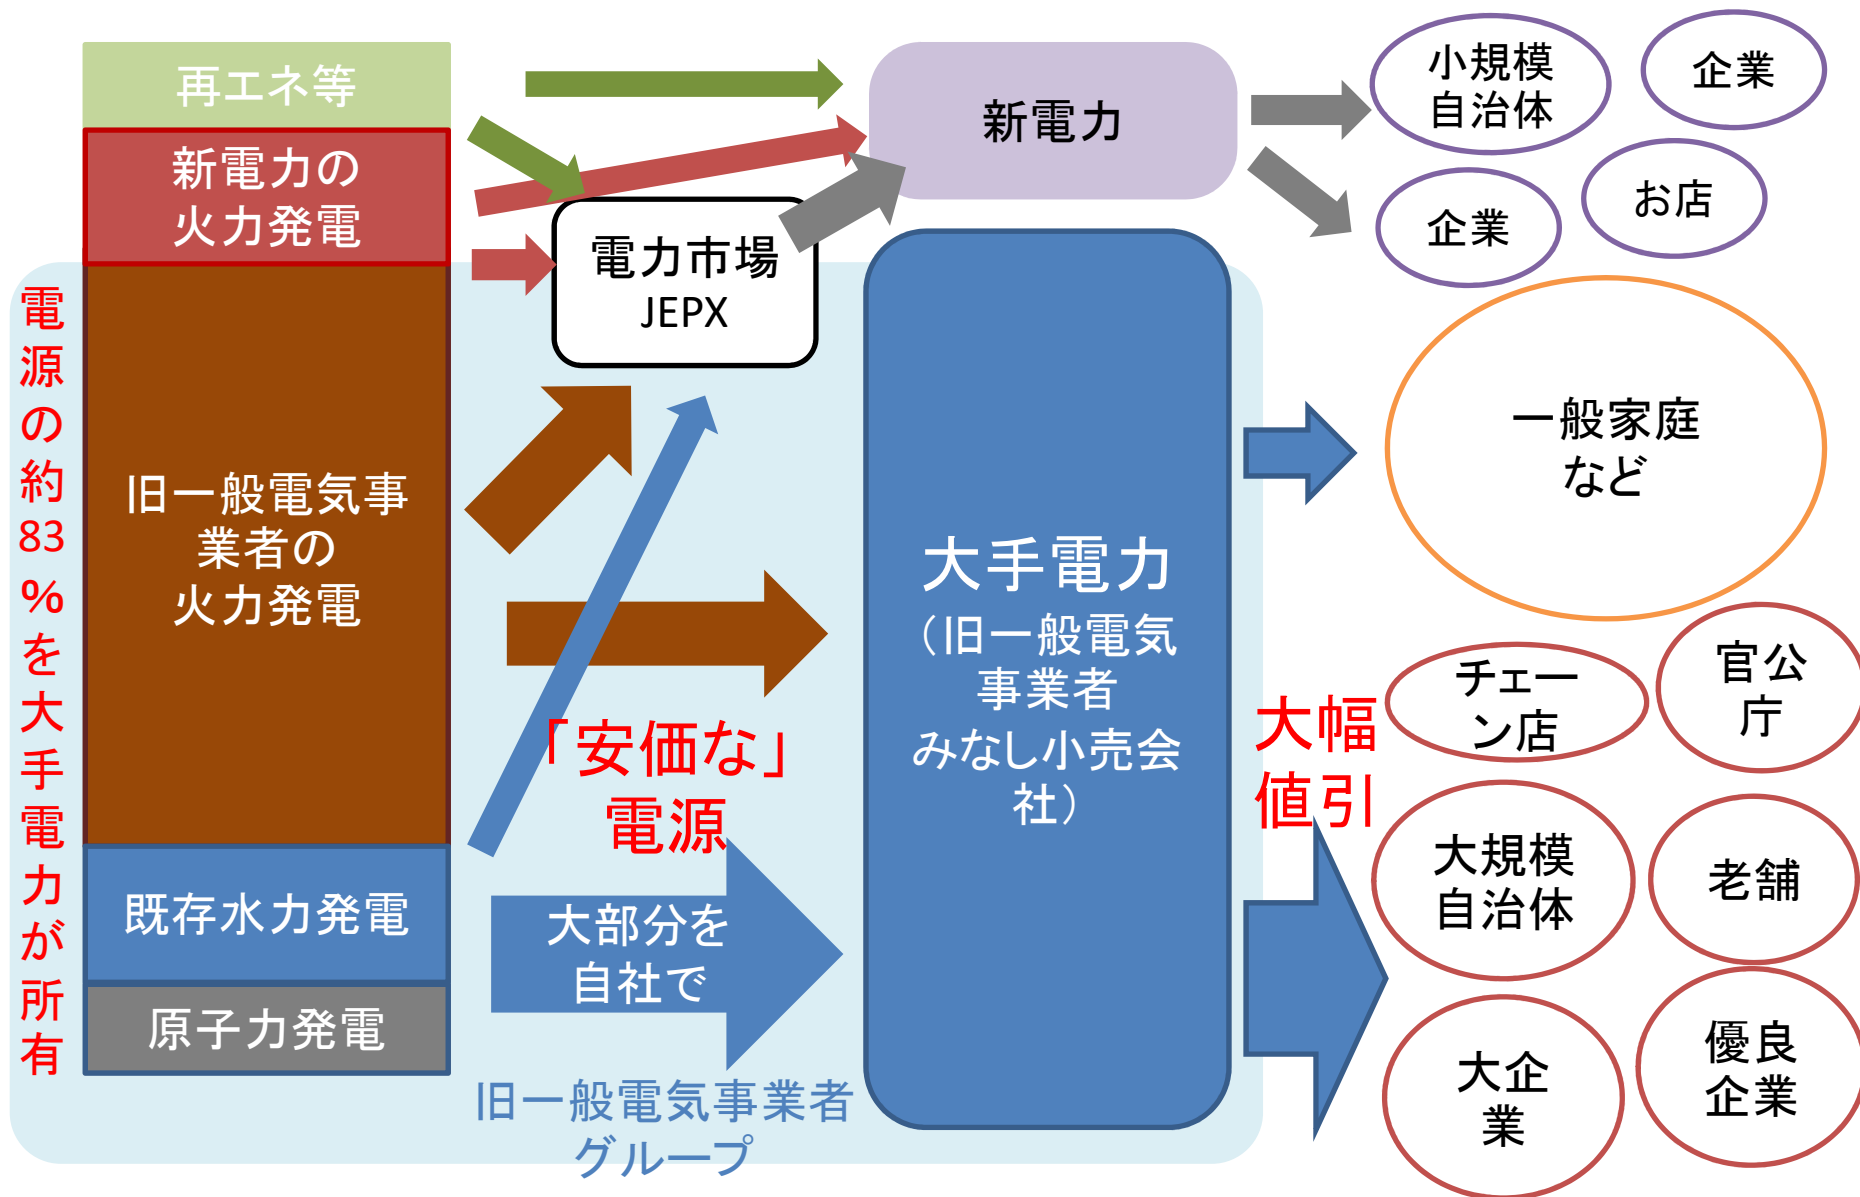 再エネ等
新電力の
火力発電
旧一般電気事
業者の
火力発電
既存水力発電
原子力発電
電源の約83%を大手電力が所有
電力市場
JEPX
「安価な」
電源
大部分を
自社で
旧一般電気事業者
グループ
新電力
大手電力
（旧一般電気
事業者
みなし小売会
社）
大幅
値引
小規模
自治体
企業
企業
お店
一般家庭
など
チェー
ン店
官公
庁
大規模
自治体
老舗
大企
業
優良
企業